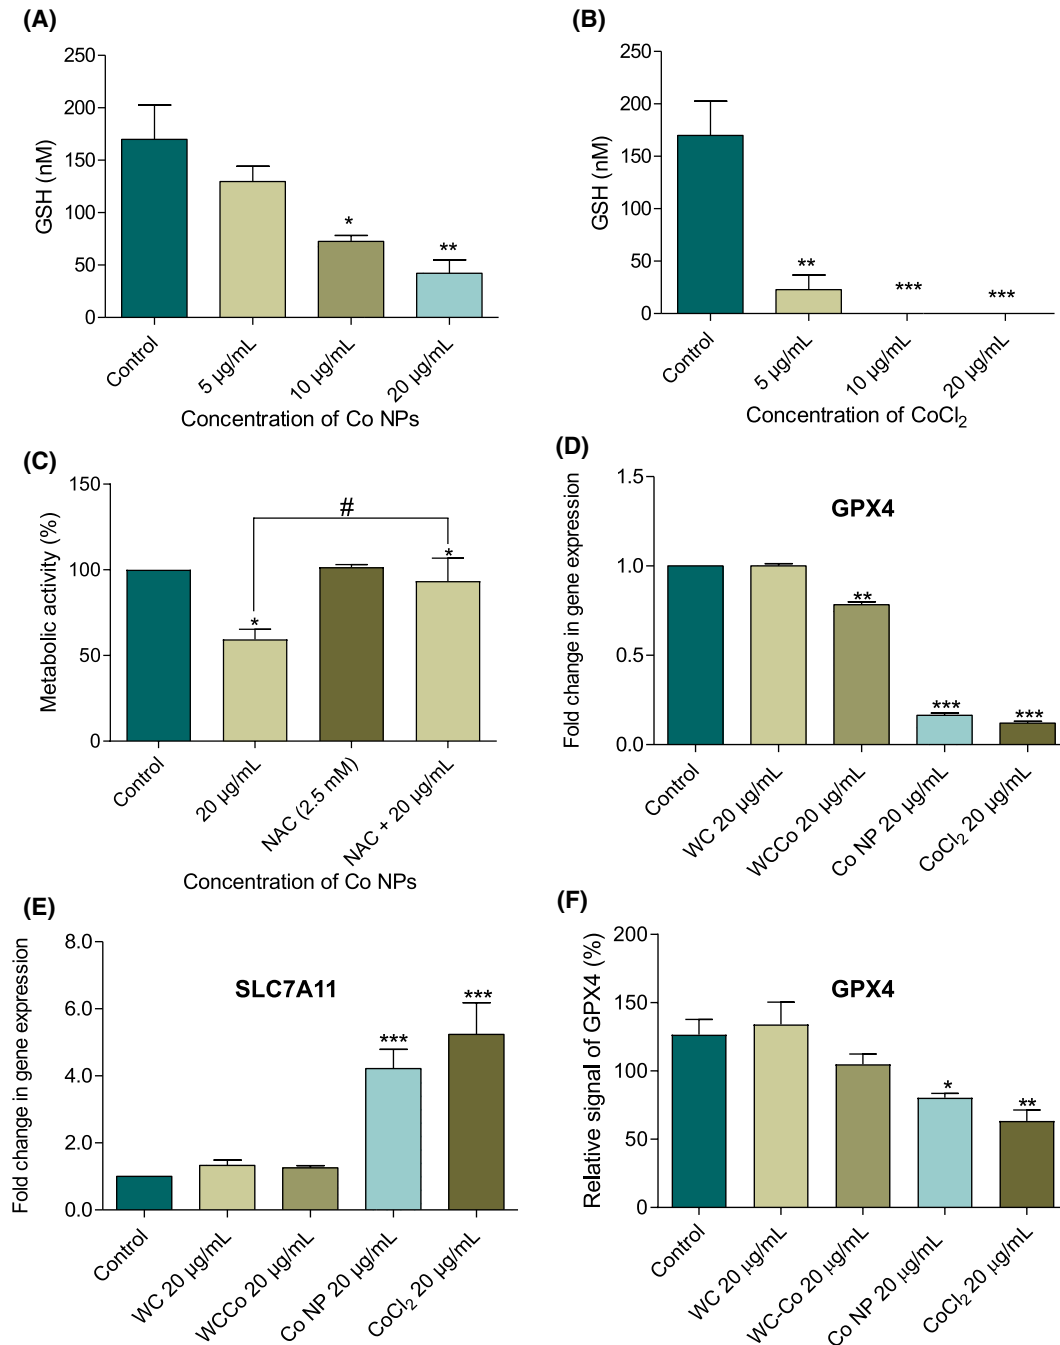 (A)
250
200
150
100
50
0
GSH (nM)
*
**
Control
5 µg/mL
10 µg/mL
20 µg/mL
Concentration of Co NPs
(B)
250
200
150
100
50
0
GSH (nM)
**
***
***
Control
5 µg/mL
10 µg/mL
20 µg/mL
Concentration of CoCl₂
(C)
150
100
50
0
Metabolic activity (%)
#
*
*
Control
20 µg/mL
NAC (2.5 mM)
NAC + 20 µg/mL
Concentration of Co NPs
(D)
1.5
1.0
0.5
0.0
Fold change in gene expression
GPX4
**
***
***
Control
WC 20 µg/mL
WCCo 20 µg/mL
Co NP 20 µg/mL
CoCl₂ 20 µg/mL
(E)
8.0
6.0
4.0
2.0
0.0
Fold change in gene expression
SLC7A11
***
***
Control
WC 20 µg/mL
WCCo 20 µg/mL
Co NP 20 µg/mL
CoCl₂ 20 µg/mL
(F)
200
150
100
50
0
Relative signal of GPX4 (%)
GPX4
*
**
Control
WC 20 µg/mL
WC-Co 20 µg/mL
Co NP 20 µg/mL
CoCl₂ 20 µg/mL